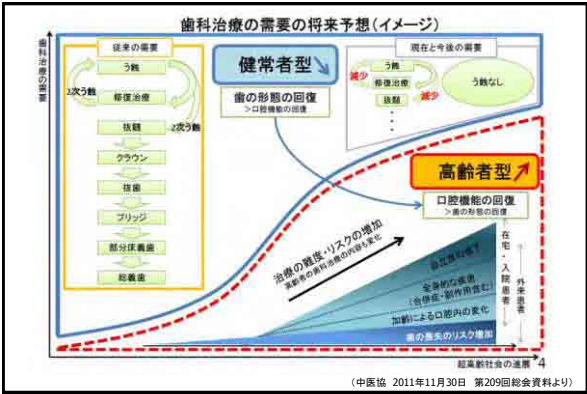 歯科治療の需要の将来予想(イメージ)
歯科治療の需要
従来の需要
う蝕
2次う蝕
修復治療
2次う蝕
抜髄
クラウン
抜歯
ブリッジ
部分床義歯
総義歯
健常者型
歯の形態の回復
>口腔機能の回復
現在と今後の需要
う蝕
減少
修復治療
減少
抜髄
う蝕なし
高齢者型
口腔機能の回復
>歯の形態の回復
治療の難度・リスクの増加
高齢者の歯科治療の内容も変化
自立度の低下
全身的な疾患
(合併症・副作用含む)
加齢による口腔内の変化
歯の喪失のリスク増加
在宅・入院患者
外来患者
超高齢社会の進展
4
(中医協 2011年11月30日 第209回総会資料より)